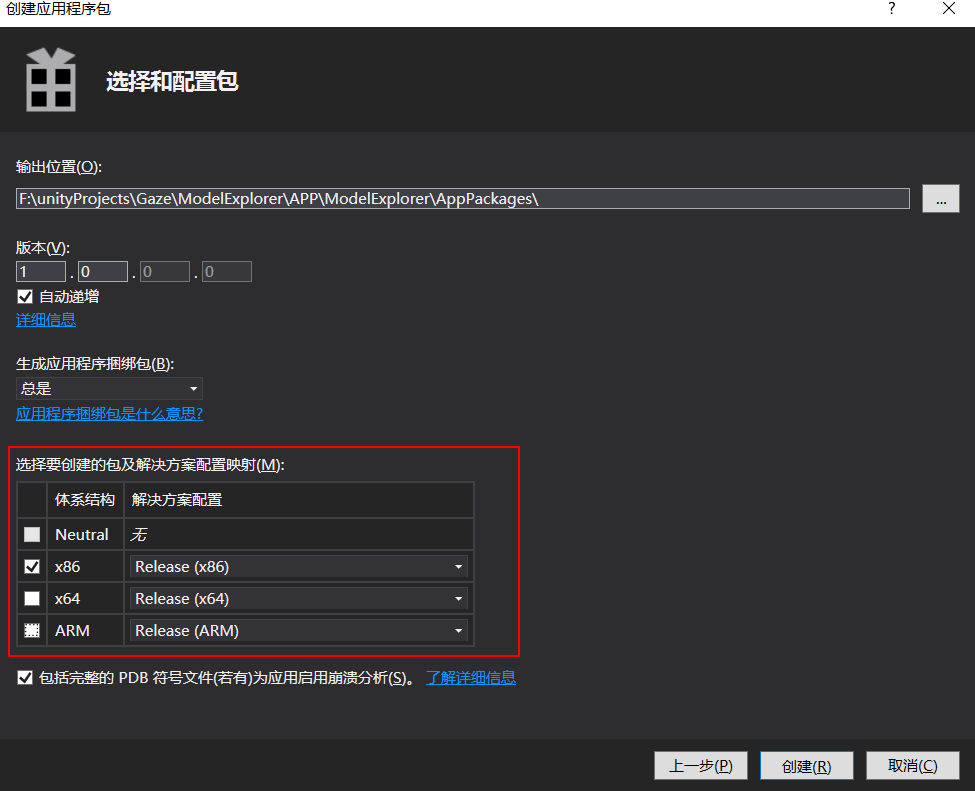 创建应用程序包
选择和配置包
输出位置(O):
F:\unityProjects\Gaze\ModelExplorer\APP\ModelExplorer\AppPackages\
...
版本(V):
1 . 0 . 0 . 0
自动递增
详细信息
生成应用程序捆绑包(B):
总是
应用程序捆绑包是什么意思?
选择要创建的包及解决方案配置映射(M):
体系结构 解决方案配置
Neutral 无
x86 Release (x86)
x64 Release (x64)
ARM Release (ARM)
包括完整的 PDB 符号文件(若有)为应用启用崩溃分析(S)。 了解详细信息
上一步(P) 创建(R) 取消(C)